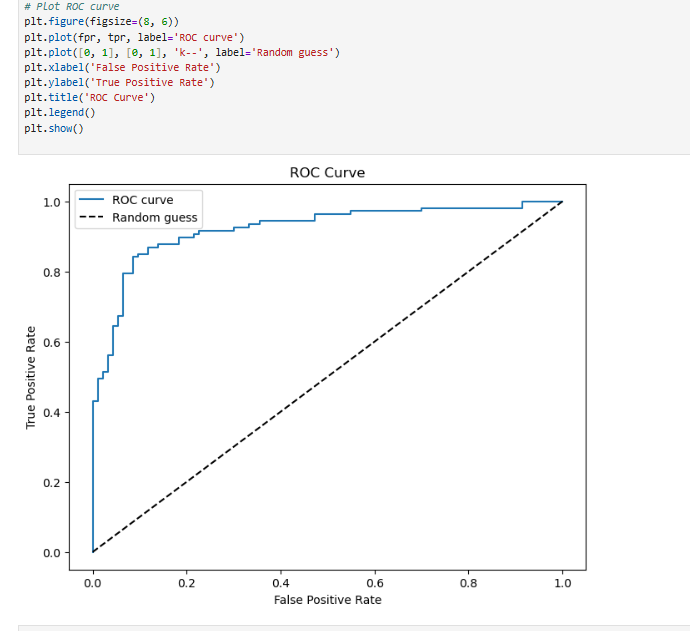 # Plot ROC curve
plt.figure(figsize=(8, 6))
plt.plot(fpr, tpr, label='ROC curve')
plt.plot([0, 1], [0, 1], 'k--', label='Random guess')
plt.xlabel('False Positive Rate')
plt.ylabel('True Positive Rate')
plt.title('ROC Curve')
plt.legend()
plt.show()
ROC Curve
ROC curve
Random guess
1.0
0.8
0.6
0.4
0.2
0.0
True Positive Rate
0.0 0.2 0.4 0.6 0.8 1.0
False Positive Rate